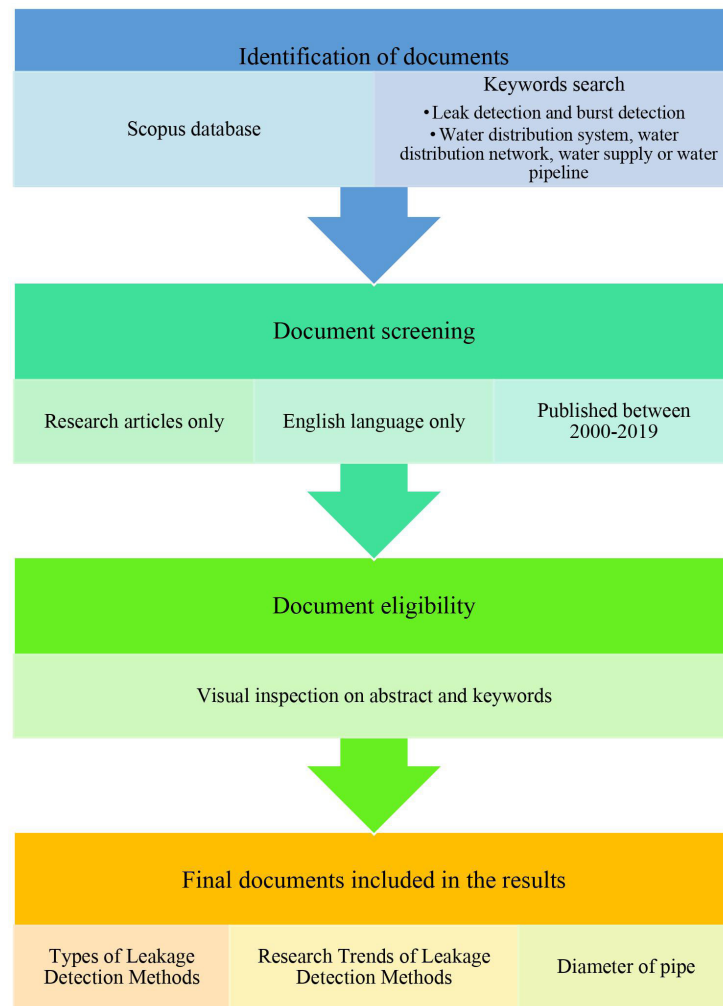 Identification of documents
Scopus database
Keywords search
•Leak detection and burst detection
•Water distribution system, water
distribution network, water supply or water
pipeline
Document screening
Research articles only
English language only
Published between
2000-2019
Document eligibility
Visual inspection on abstract and keywords
Final documents included in the results
Types of Leakage
Detection Methods
Research Trends of Leakage
Detection Methods
Diameter of pipe